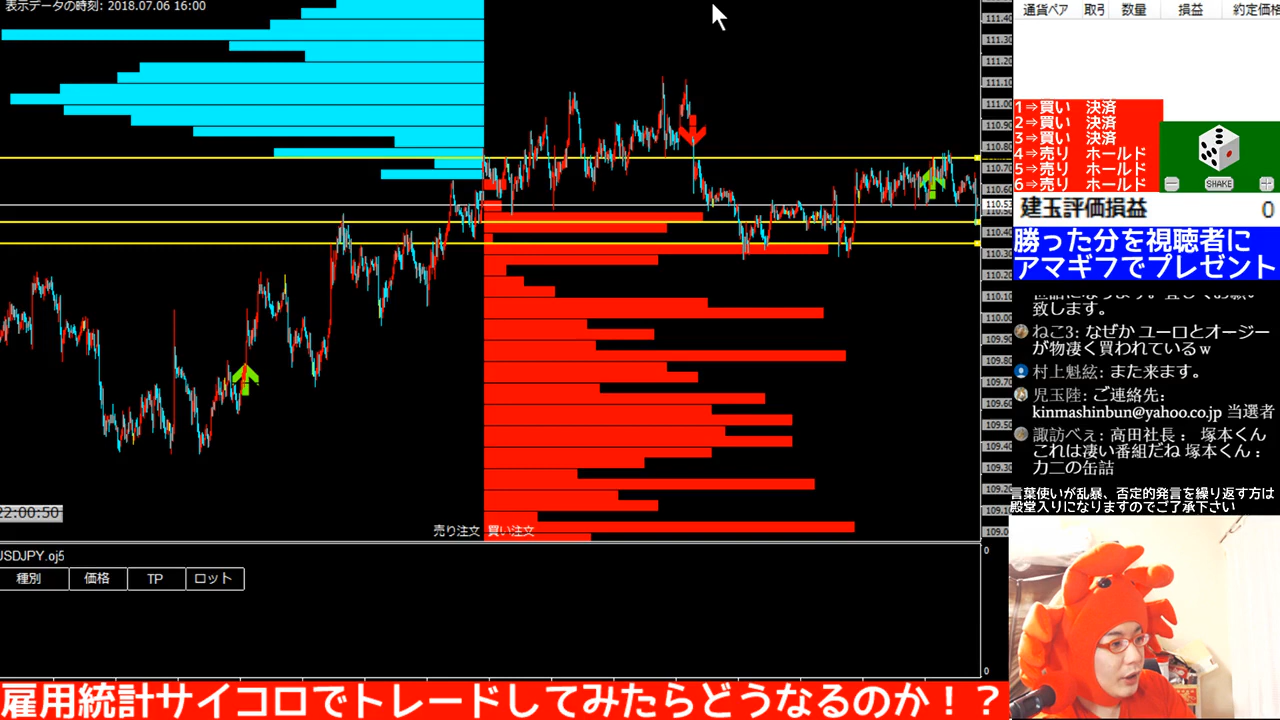 表示データの時刻: 2018.07.06 16:00
通貨ペア 取引 数量 損益 約定価格
111.40
111.30
111.20
111.10
111.00
110.90
110.80
110.70
110.60
110.53
110.50
110.40
110.30
110.20
110.10
110.00
109.90
109.80
109.70
109.60
109.50
109.40
109.30
109.20
109.10
109.00
1⇒買い 決済
2⇒買い 決済
3⇒買い 決済
4⇒売り ホールド
5⇒売り ホールド
6⇒売り ホールド
SHAKE
建玉評価損益 0
勝った分を視聴者に
アマギフでプレゼント
致します。
ねこ3: なぜか ユーロとオージー
が物凄く買われているｗ
村上魁絃: また来ます。
児玉陸: ご連絡先:
kinmashinbun@yahoo.co.jp 当選者
諏訪べぇ: 高田社長： 塚本くん
これは凄い番組だね 塚本くん：
カニの缶詰
言葉使いが乱暴、否定的発言を繰り返す方は
殿堂入りになりますのでご了承下さい
22:00:50
売り注文 買い注文
USDJPY.oj5
種別 価格 TP ロット
0
0
雇用統計サイコロでトレードしてみたらどうなるのか！？